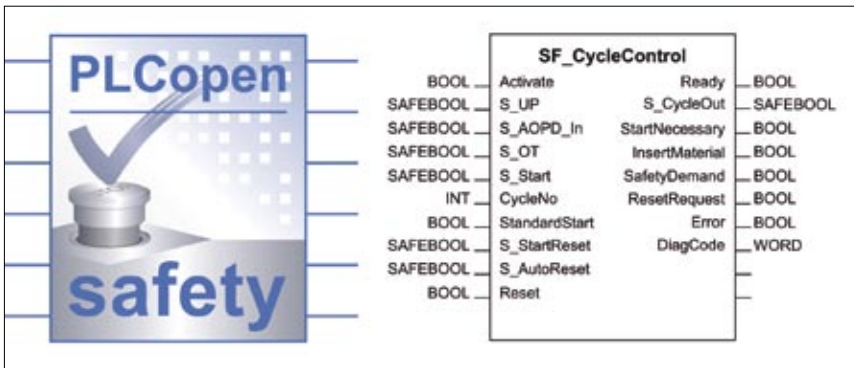 PLCopen
safety
SF_CycleControl
BOOL Activate Ready BOOL
SAFEBOOL S_UP S_CycleOut SAFEBOOL
SAFEBOOL S_AOPD_In StartNecessary BOOL
SAFEBOOL S_OT InsertMaterial BOOL
SAFEBOOL S_Start SafetyDemand BOOL
INT CycleNo ResetRequest BOOL
BOOL StandardStart Error BOOL
SAFEBOOL S_StartReset DiagCode WORD
SAFEBOOL S_AutoReset
BOOL Reset